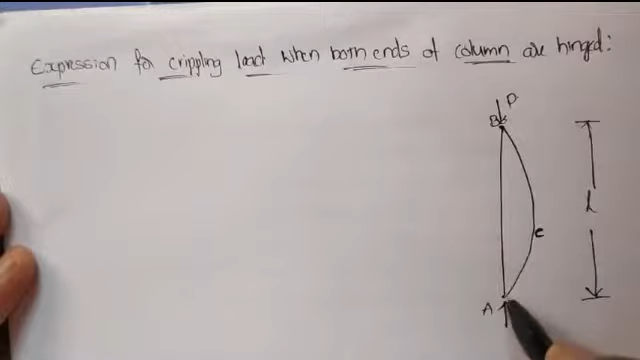 Expression for crippling load when both ends of column are hinged:
P
B
l
c
A